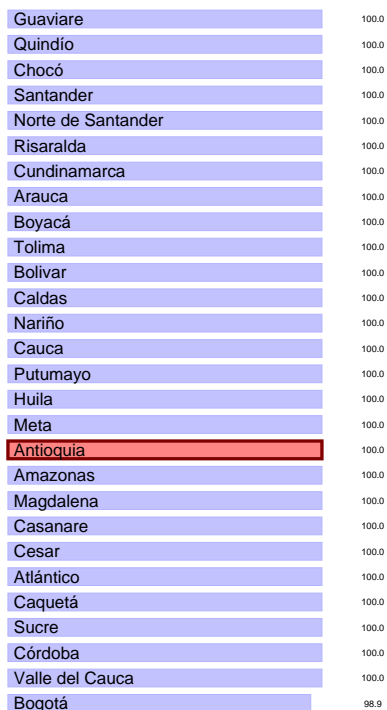 Guaviare 100.0
Quindío 100.0
Chocó 100.0
Santander 100.0
Norte de Santander 100.0
Risaralda 100.0
Cundinamarca 100.0
Arauca 100.0
Boyacá 100.0
Tolima 100.0
Bolivar 100.0
Caldas 100.0
Nariño 100.0
Cauca 100.0
Putumayo 100.0
Huila 100.0
Meta 100.0
Antioquia 100.0
Amazonas 100.0
Magdalena 100.0
Casanare 100.0
Cesar 100.0
Atlántico 100.0
Caquetá 100.0
Sucre 100.0
Córdoba 100.0
Valle del Cauca 100.0
Bogotá 98.9